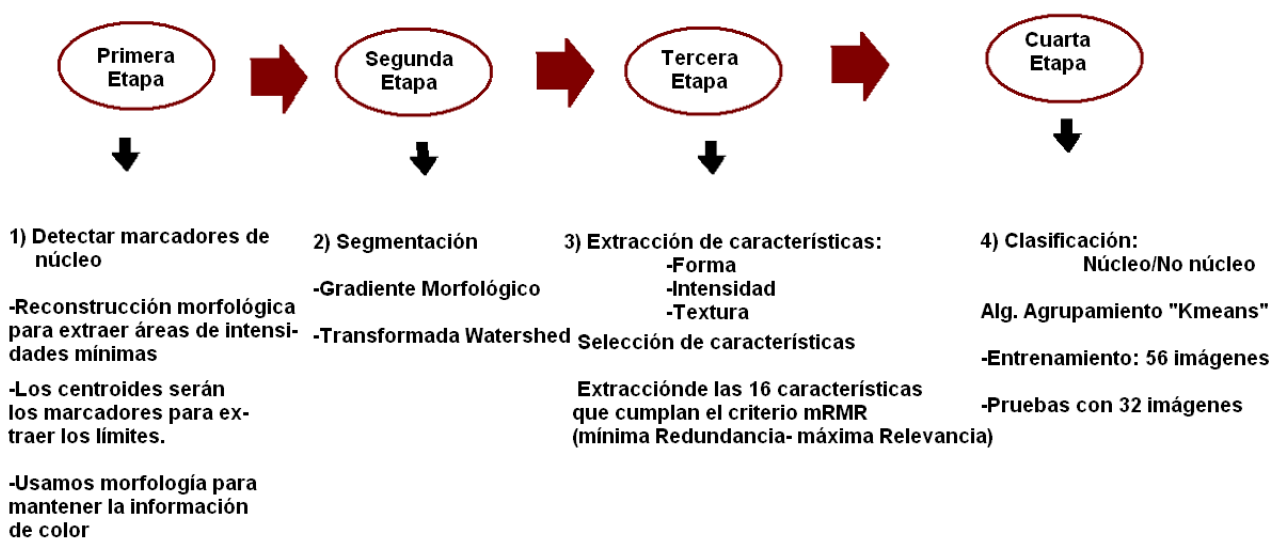 Primera
Etapa
Segunda
Etapa
Tercera
Etapa
Cuarta
Etapa
1) Detectar marcadores de
núcleo
-Reconstrucción morfológica
para extraer áreas de intensi-
dades mínimas
-Los centroides serán
los marcadores para ex-
traer los límites.
-Usamos morfología para
mantener la información
de color
2) Segmentación
-Gradiente Morfológico
-Transformada Watershed
3) Extracción de características:
-Forma
-Intensidad
-Textura
Selección de características
Extracciónde las 16 características
que cumplan el criterio mRMR
(mínima Redundancia- máxima Relevancia)
4) Clasificación:
Núcleo/No núcleo
Alg. Agrupamiento "Kmeans"
-Entrenamiento: 56 imágenes
-Pruebas con 32 imágenes